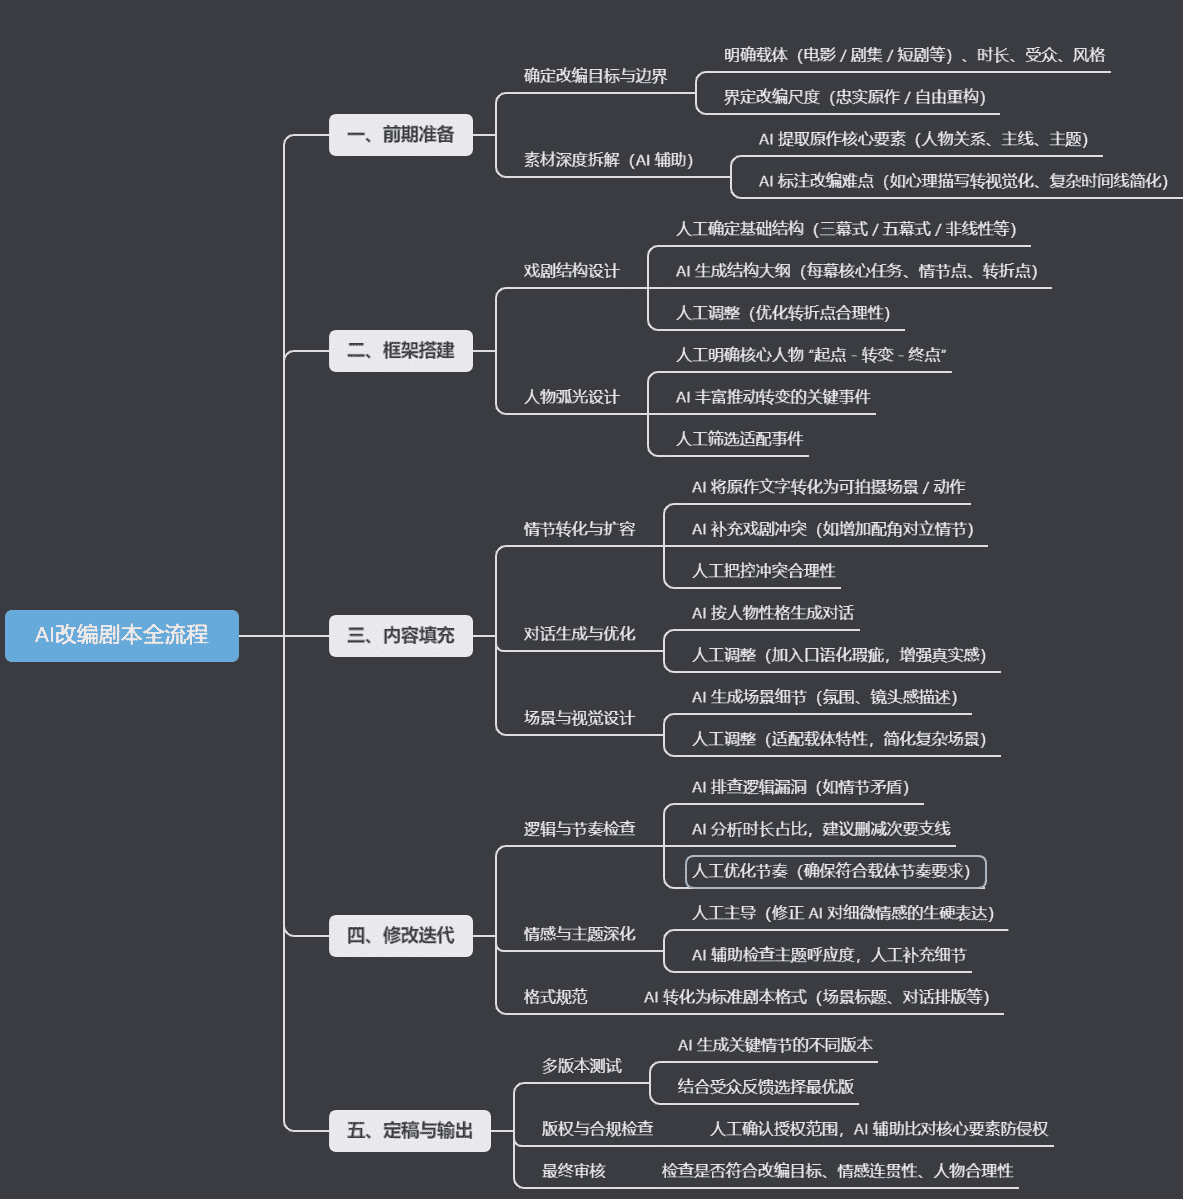 AI改编剧本全流程
一、前期准备
确定改编目标与边界
明确载体（电影 / 剧集 / 短剧等）、时长、受众、风格
界定改编尺度（忠实原作 / 自由重构）
素材深度拆解（AI 辅助）
AI 提取原作核心要素（人物关系、主线、主题）
AI 标注改编难点（如心理描写转视觉化、复杂时间线简化）
二、框架搭建
戏剧结构设计
人工确定基础结构（三幕式 / 五幕式 / 非线性等）
AI 生成结构大纲（每幕核心任务、情节点、转折点）
人工调整（优化转折点合理性）
人物弧光设计
人工明确核心人物 “起点 - 转变 - 终点”
AI 丰富推动转变的关键事件
人工筛选适配事件
三、内容填充
情节转化与扩容
AI 将原作文字转化为可拍摄场景 / 动作
AI 补充戏剧冲突（如增加配角对立情节）
人工把控冲突合理性
对话生成与优化
AI 按人物性格生成对话
人工调整（加入口语化瑕疵，增强真实感）
场景与视觉设计
AI 生成场景细节（氛围、镜头感描述）
人工调整（适配载体特性，简化复杂场景）
四、修改迭代
逻辑与节奏检查
AI 排查逻辑漏洞（如情节矛盾）
AI 分析时长占比，建议删减次要支线
人工优化节奏（确保符合载体节奏要求）
情感与主题深化
人工主导（修正 AI 对细微情感的生硬表达）
AI 辅助检查主题呼应度，人工补充细节
格式规范
AI 转化为标准剧本格式（场景标题、对话排版等）
五、定稿与输出
多版本测试
AI 生成关键情节的不同版本
结合受众反馈选择最优版
版权与合规检查
人工确认授权范围，AI 辅助比对核心要素防侵权
最终审核
检查是否符合改编目标、情感连贯性、人物合理性